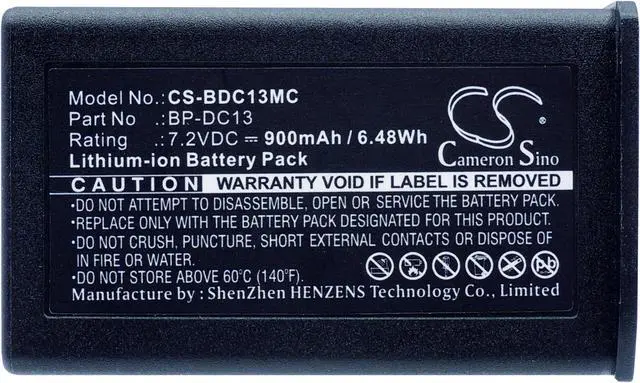 Model No.: CS-BDC13MC
Part No .: BP-DC13
Rating .: 7.2VDC ⎓ 900mAh / 6.48Wh
Lithium-ion Battery Pack
CS
Cameron Sino
CAUTION WARRANTY VOID IF LABEL IS REMOVED
•DO NOT ATTEMPT TO DISASSEMBLE, OPEN OR SERVICE THE BATTERY PACK.
•REPLACE ONLY WITH THE BATTERY PACK DESIGNATED FOR THIS PRODUCT.
•DO NOT CRUSH, PUNCTURE, SHORT EXTERNAL CONTACTS OR DISPOSE OF
IN FIRE OR WATER.
•DO NOT STORE ABOVE 60°C (140°F).
Pb
Manufacture by : ShenZhen HENZENS Technology Co., Limited